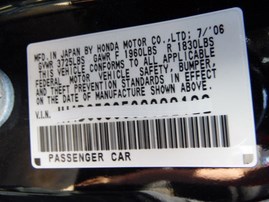 MFD. IN JAPAN BY HONDA MOTOR CO.,LTD: 7/'06
GVWR 3725LBS GAWR F 1960LBS R 1830LBS
THIS VEHICLE CONFORMS TO ALL APPLICABLE
FEDERAL MOTOR VEHICLE SAFETY, BUMPER,
AND THEFT PREVENTION STANDARDS IN EFFECT
ON THE DATE OF MANUFACTURE SHOWN ABOVE.
V.I.N.
PASSENGER CAR